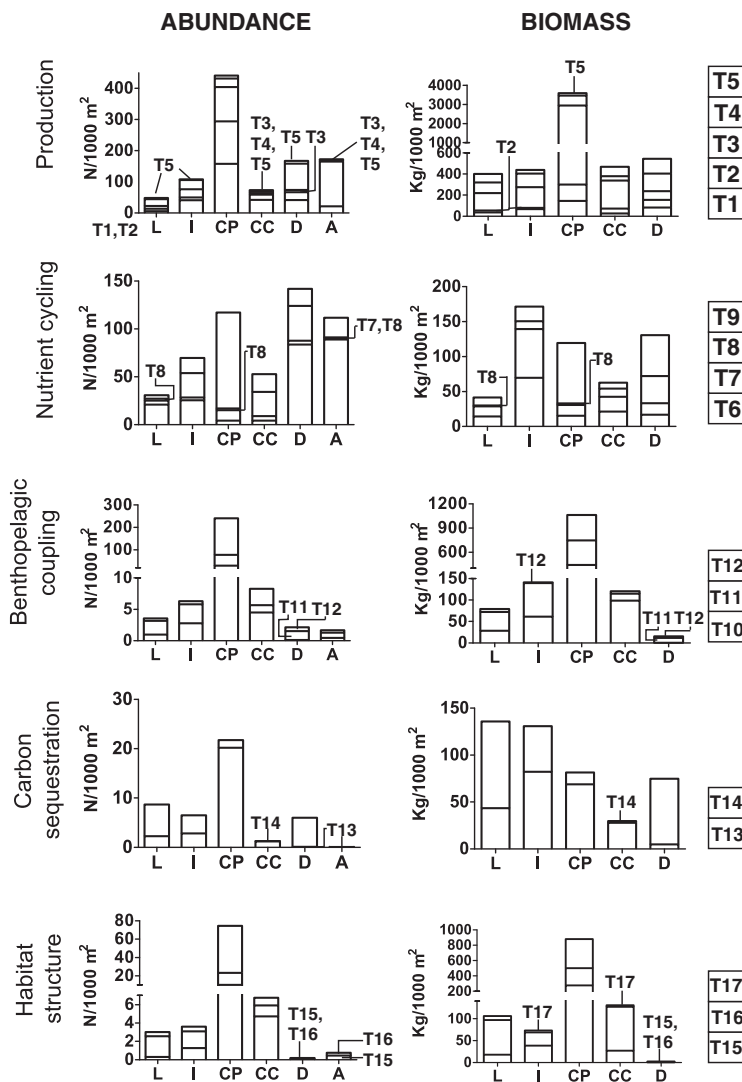 ABUNDANCE
BIOMASS
Production
N/1000 m²
400
300
200
100
0
T5
T3,
T4,
T5
T5
T3
T3,
T4,
T5
T1,T2
L I CP CC D A
Kg/1000 m²
4000
3000
2000
600
400
200
0
T2
T5
L I CP CC D
T5
T4
T3
T2
T1
Nutrient cycling
N/1000 m²
150
100
50
0
T8
T8
T7,T8
L I CP CC D A
Kg/1000 m²
200
150
100
50
0
T8
T8
L I CP CC D
T9
T8
T7
T6
Benthopelagic
coupling
N/1000 m²
300
200
100
10
5
0
T11
T12
L I CP CC D A
Kg/1000 m²
1200
900
600
150
100
50
0
T12
T11
T12
L I CP CC D
T12
T11
T10
Carbon
sequestration
N/1000 m²
30
20
10
0
T14
T13
L I CP CC D A
Kg/1000 m²
150
100
50
0
T14
L I CP CC D
T14
T13
Habitat
structure
N/1000 m²
80
60
40
20
6
4
2
0
T15,
T16
T16
T15
L I CP CC D A
Kg/1000 m²
1000
800
600
400
200
100
50
0
T17
T17
T15,
T16
L I CP CC D
T17
T16
T15